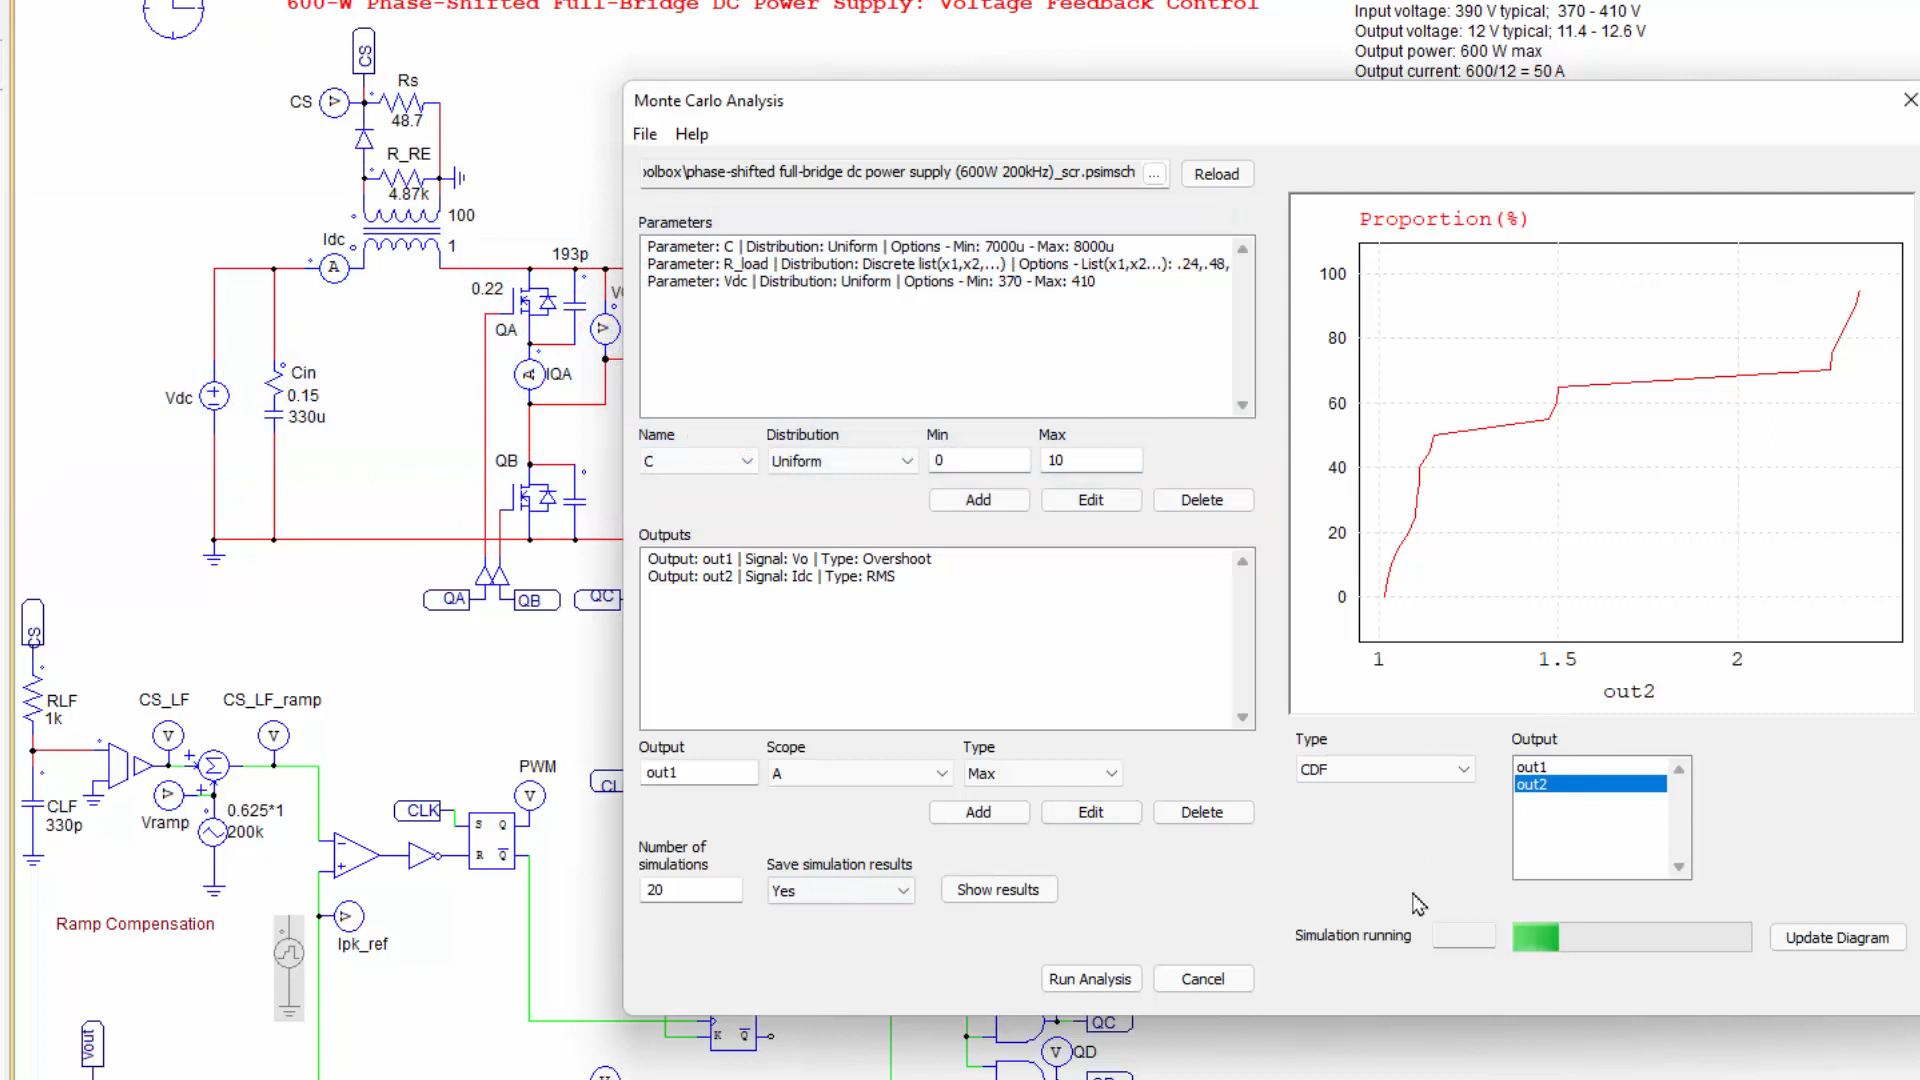 600-W Phase-Shifted Full-Bridge DC Power Supply: Voltage Feedback Control
Input voltage: 390 V typical; 370 - 410 V
Output voltage: 12 V typical; 11.4 - 12.6 V
Output power: 600 W max
Output current: 600/12 = 50 A
CS
Rs
CS
48.7
R_RE
4.87k
100
1
Idc
A
193p
0.22
QA
A
IQA
Cin
0.15
330u
Vdc
QB
QA
QB
QC
CS
RLF
1k
CS_LF
CS_LF_ramp
V
V
Σ
CLF
330p
Vramp
0.625*1
200k
CLK
PWM
V
S Q
R Q
Ramp Compensation
Ipk_ref
Vout
K Q
QC
V
QD
Monte Carlo Analysis
File Help
olbox\phase-shifted full-bridge dc power supply (600W 200kHz)_scr.psimsch
...
Reload
Parameters
Parameter: C | Distribution: Uniform | Options - Min: 7000u - Max: 8000u
Parameter: R_load | Distribution: Discrete list(x1,x2,...) | Options - List(x1,x2...): .24,.48,
Parameter: Vdc | Distribution: Uniform | Options - Min: 370 - Max: 410
Name Distribution Min Max
C Uniform 0 10
Add Edit Delete
Outputs
Output: out1 | Signal: Vo | Type: Overshoot
Output: out2 | Signal: Idc | Type: RMS
Output Scope Type
out1 A Max
Add Edit Delete
Number of
simulations
Save simulation results
20 Yes Show results
Run Analysis Cancel
Proportion(%)
100
80
60
40
20
0
1 1.5 2
out2
Type Output
CDF
out1
out2
Simulation running
Update Diagram